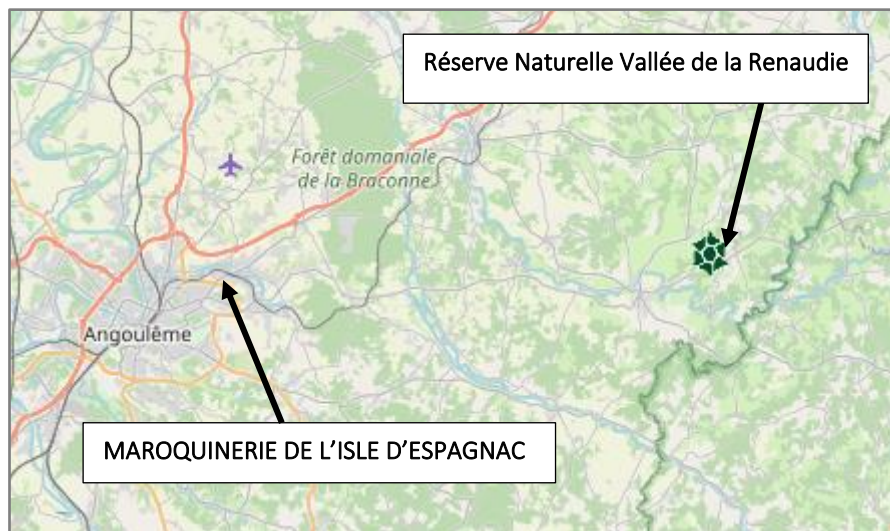 Réserve Naturelle Vallée de la Renaudie
Forêt domaniale
de la Braconne
Angoulême
MAROQUINERIE DE L'ISLE D'ESPAGNAC